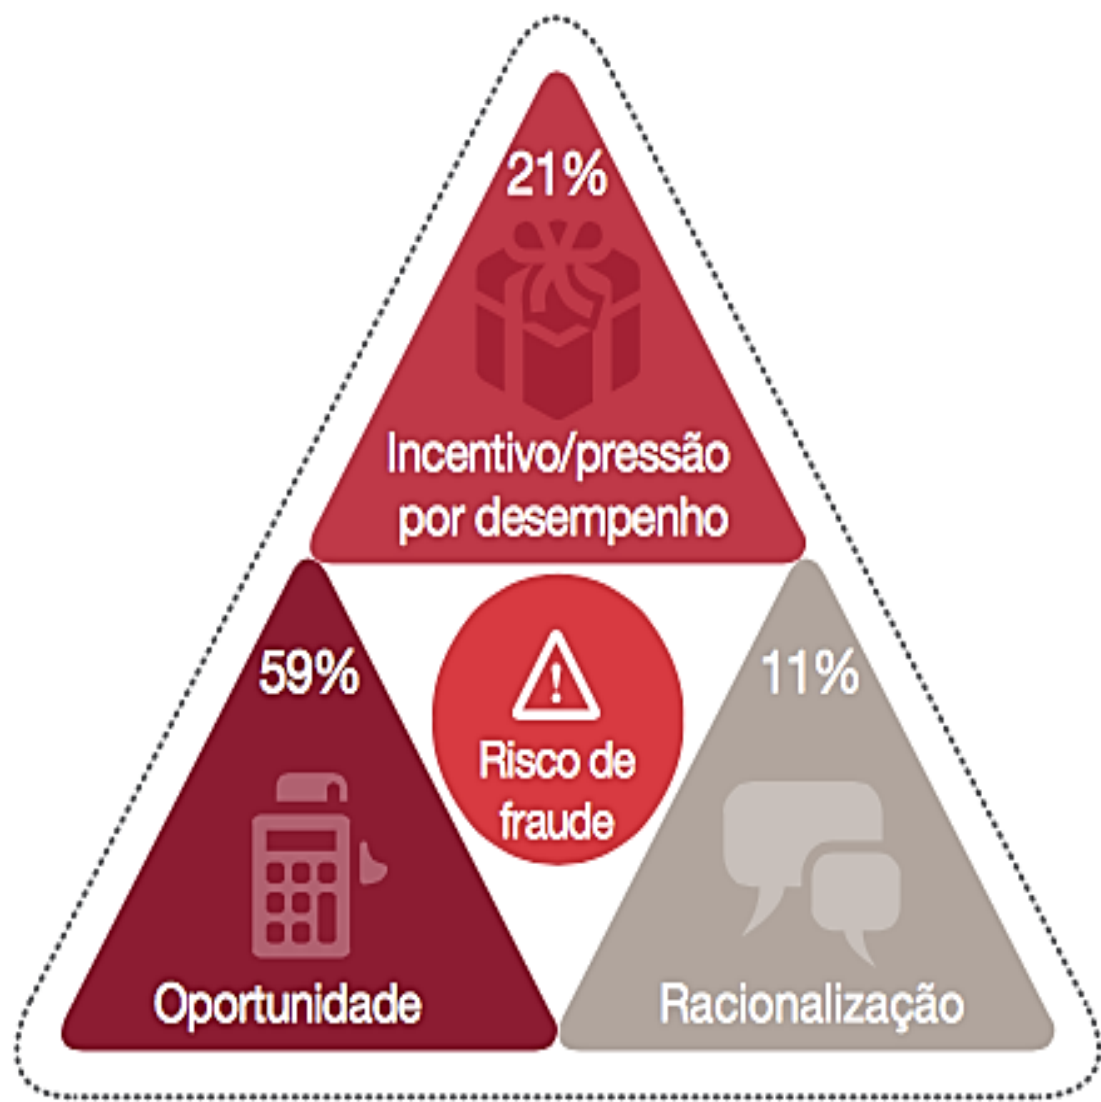 21%
Incentivo/pressão
por desempenho
59%
Oportunidade
!
Risco de
fraude
11%
Racionalização